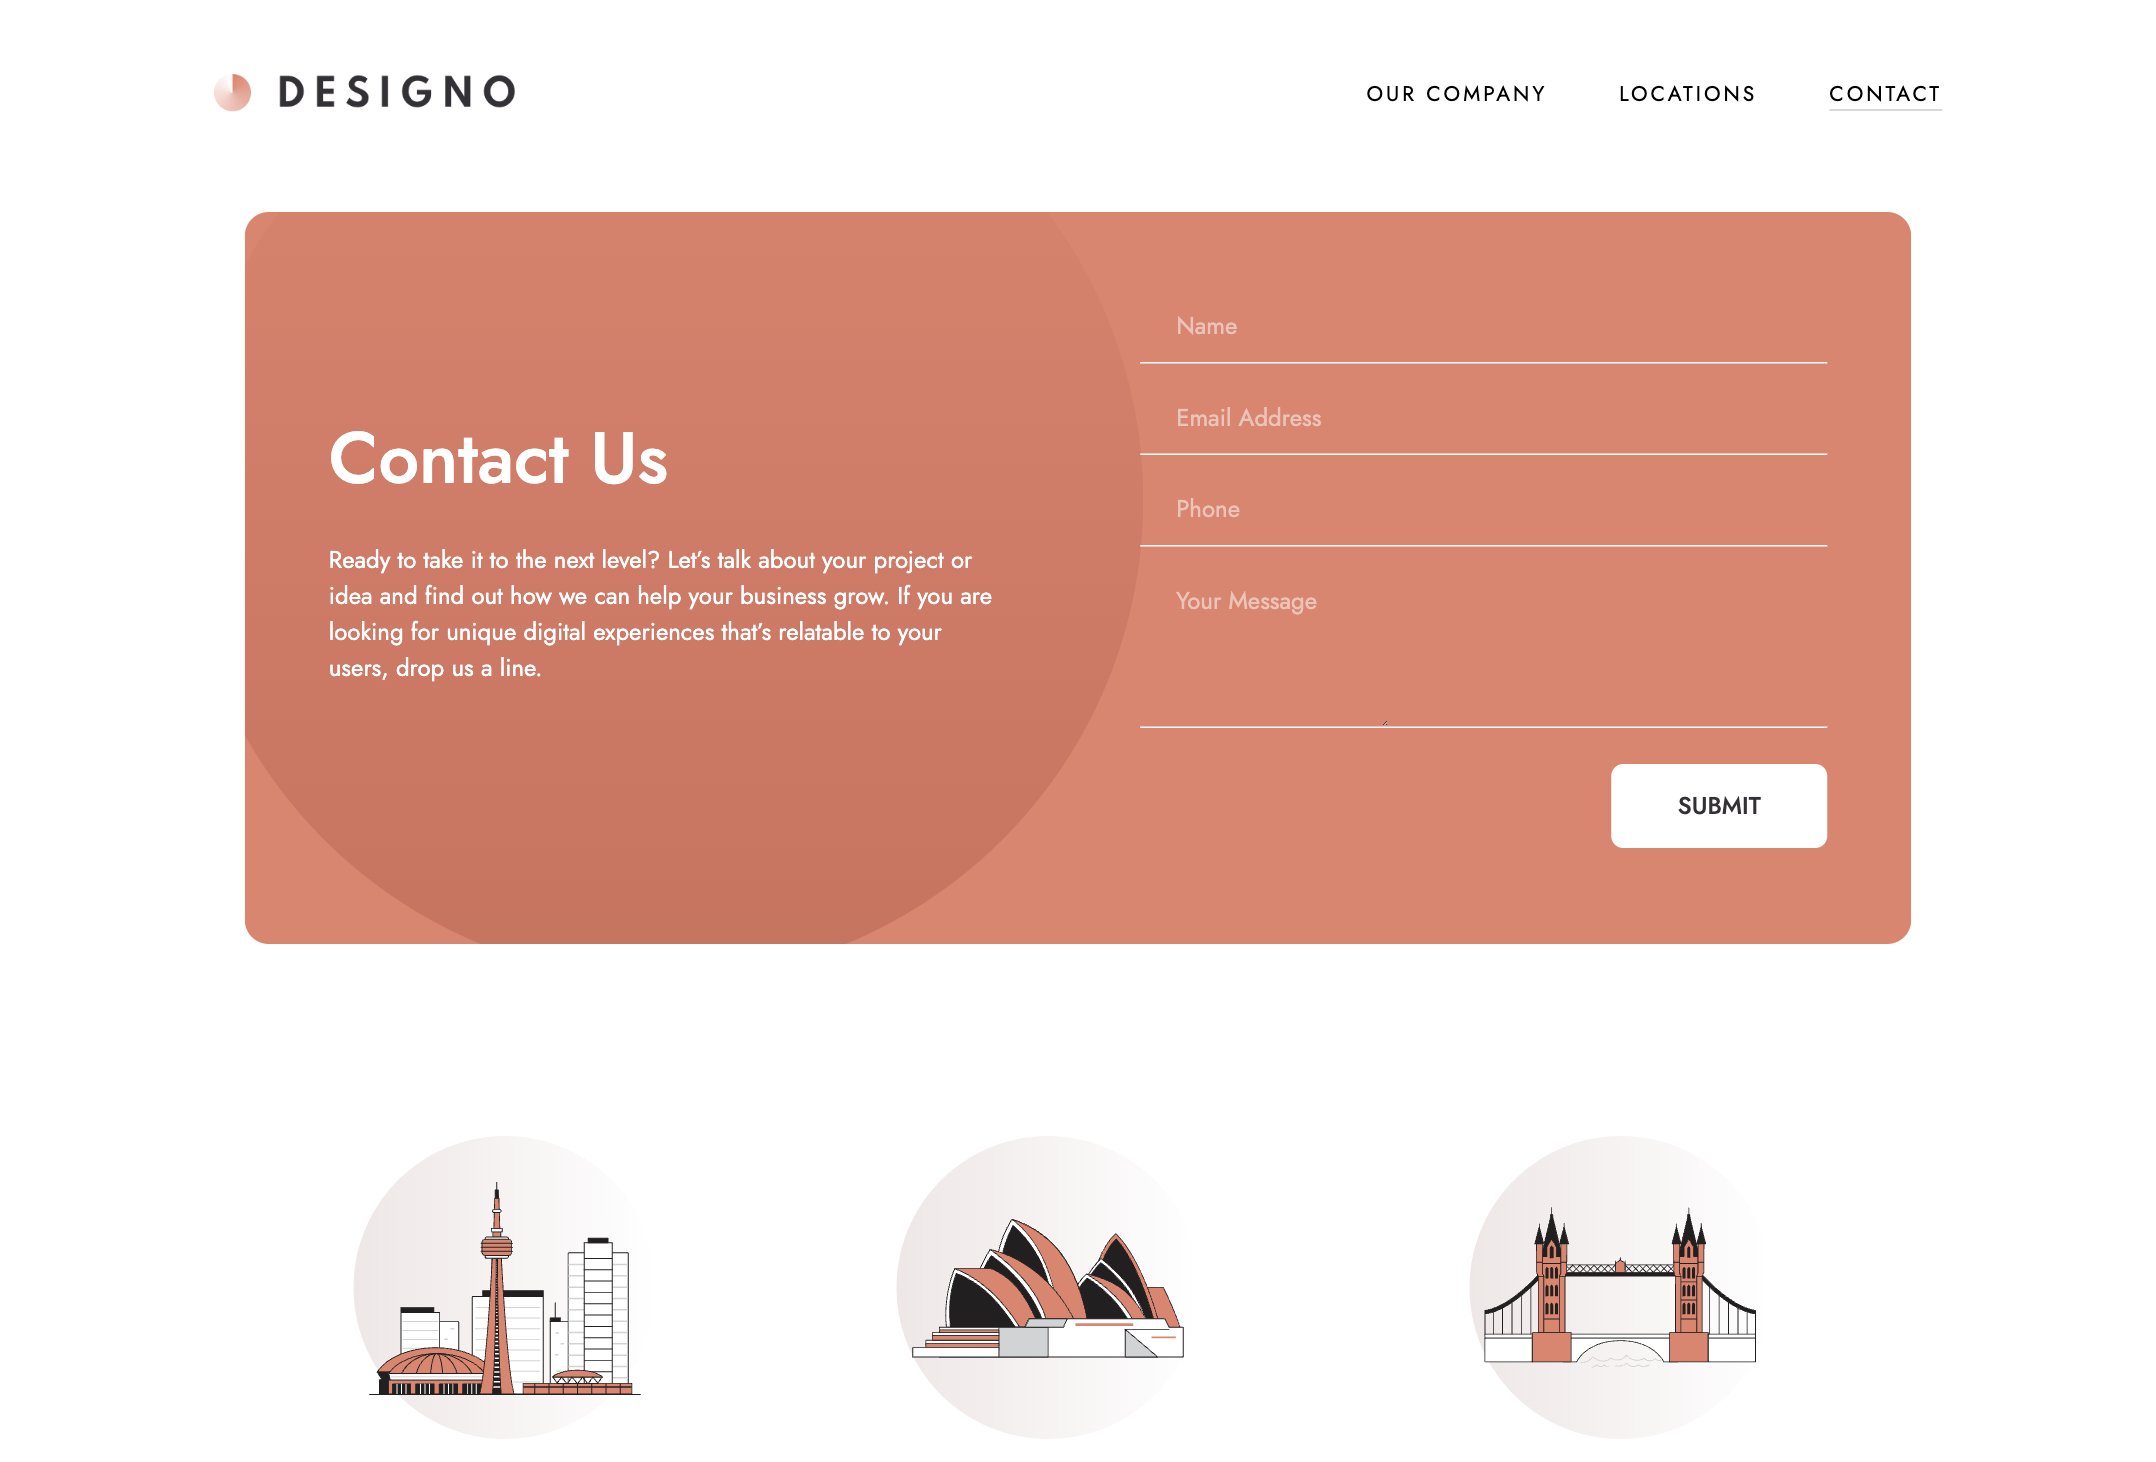 DESIGNO
OUR COMPANY
LOCATIONS
CONTACT
Contact Us
Ready to take it to the next level? Let’s talk about your project or
idea and find out how we can help your business grow. If you are
looking for unique digital experiences that’s relatable to your
users, drop us a line.
Name
Email Address
Phone
Your Message
SUBMIT